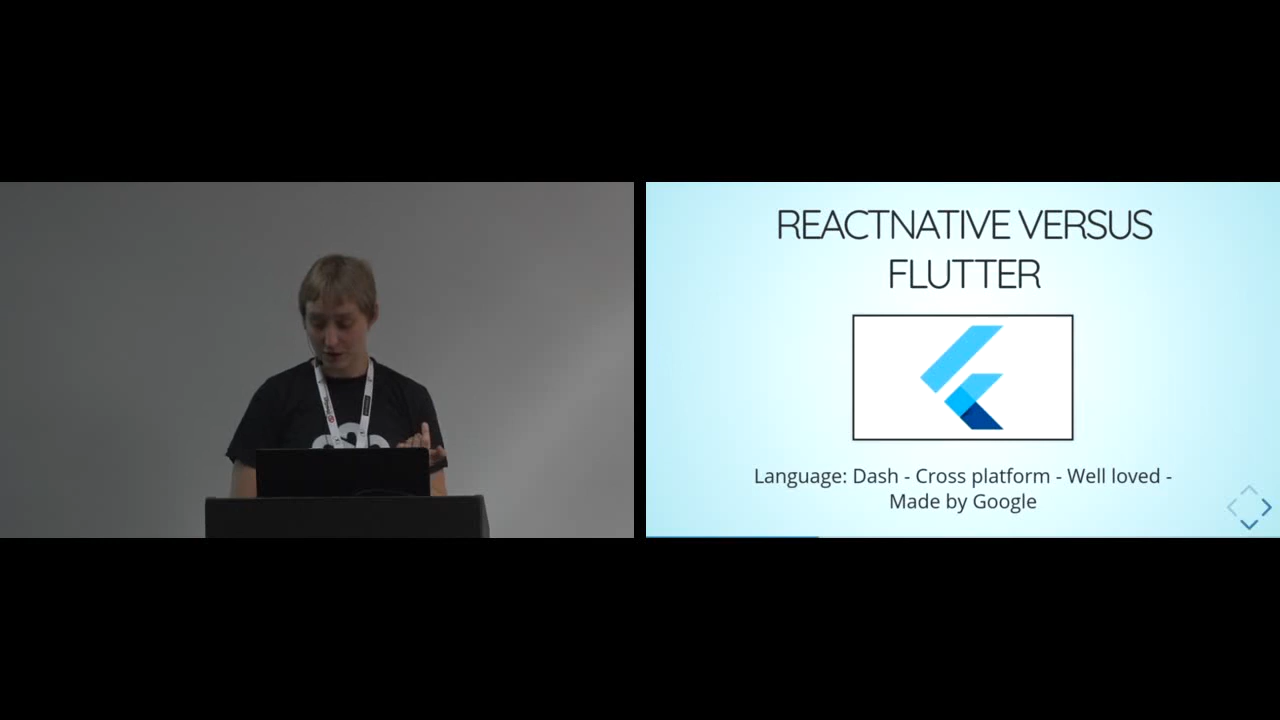 REACTNATIVE VERSUS
FLUTTER
Language: Dash - Cross platform - Well loved -
Made by Google